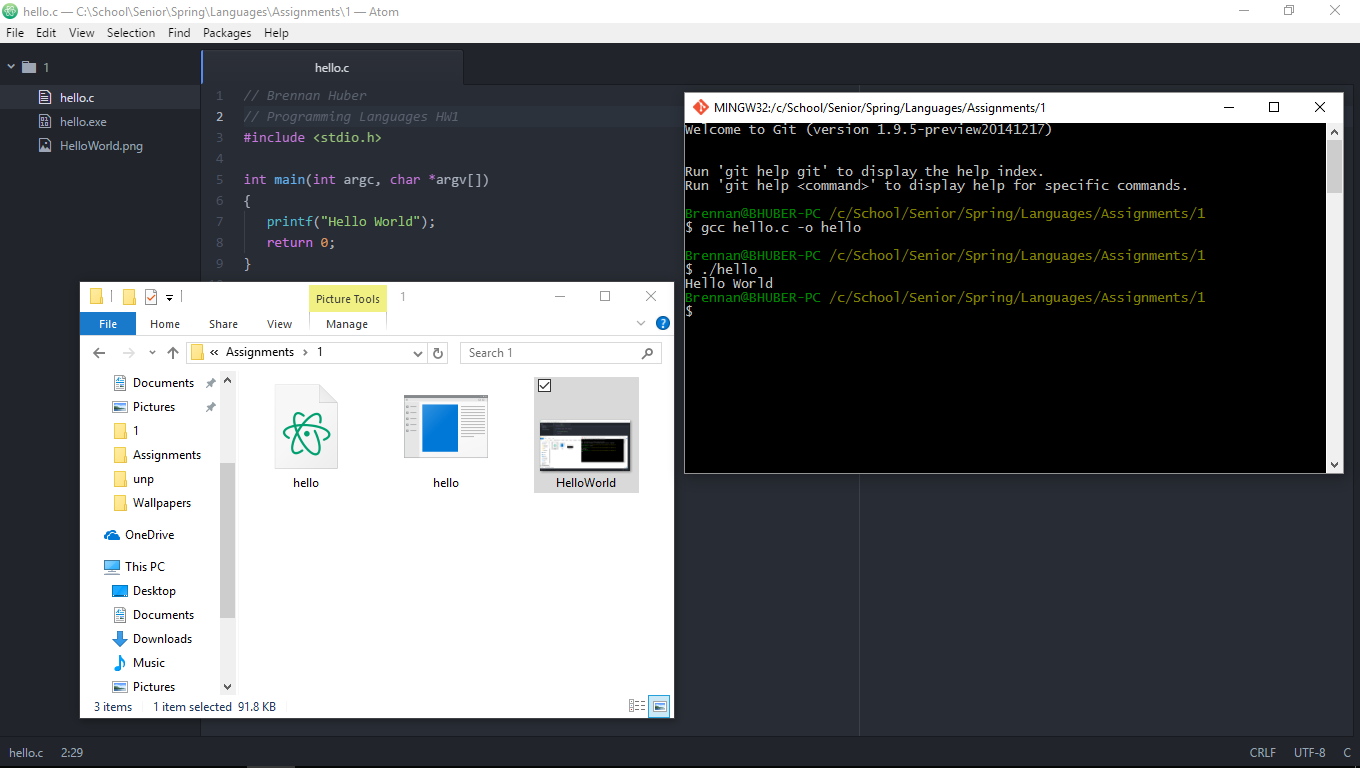 hello.c — C:\School\Senior\Spring\Languages\Assignments\1 — Atom
File Edit View Selection Find Packages Help
1
hello.c
hello.exe
HelloWorld.png
hello.c
1 // Brennan Huber
2 // Programming Languages HW1
3 #include <stdio.h>
4
5 int main(int argc, char *argv[])
6 {
7 printf("Hello World");
8 return 0;
9 }
MINGW32:/c/School/Senior/Spring/Languages/Assignments/1
Welcome to Git (version 1.9.5-preview20141217)
Run 'git help git' to display the help index.
Run 'git help <command>' to display help for specific commands.
Brennan@BHUBER-PC /c/School/Senior/Spring/Languages/Assignments/1
$ gcc hello.c -o hello
Brennan@BHUBER-PC /c/School/Senior/Spring/Languages/Assignments/1
$ ./hello
Hello World
Brennan@BHUBER-PC /c/School/Senior/Spring/Languages/Assignments/1
$
Picture Tools 1
File Home Share View Manage
« Assignments › 1 Search 1
Documents
Pictures
1
Assignments
unp
Wallpapers
OneDrive
This PC
Desktop
Documents
Downloads
Music
Pictures
hello hello HelloWorld
3 items 1 item selected 91.8 KB
hello.c 2:29 CRLF UTF-8 C